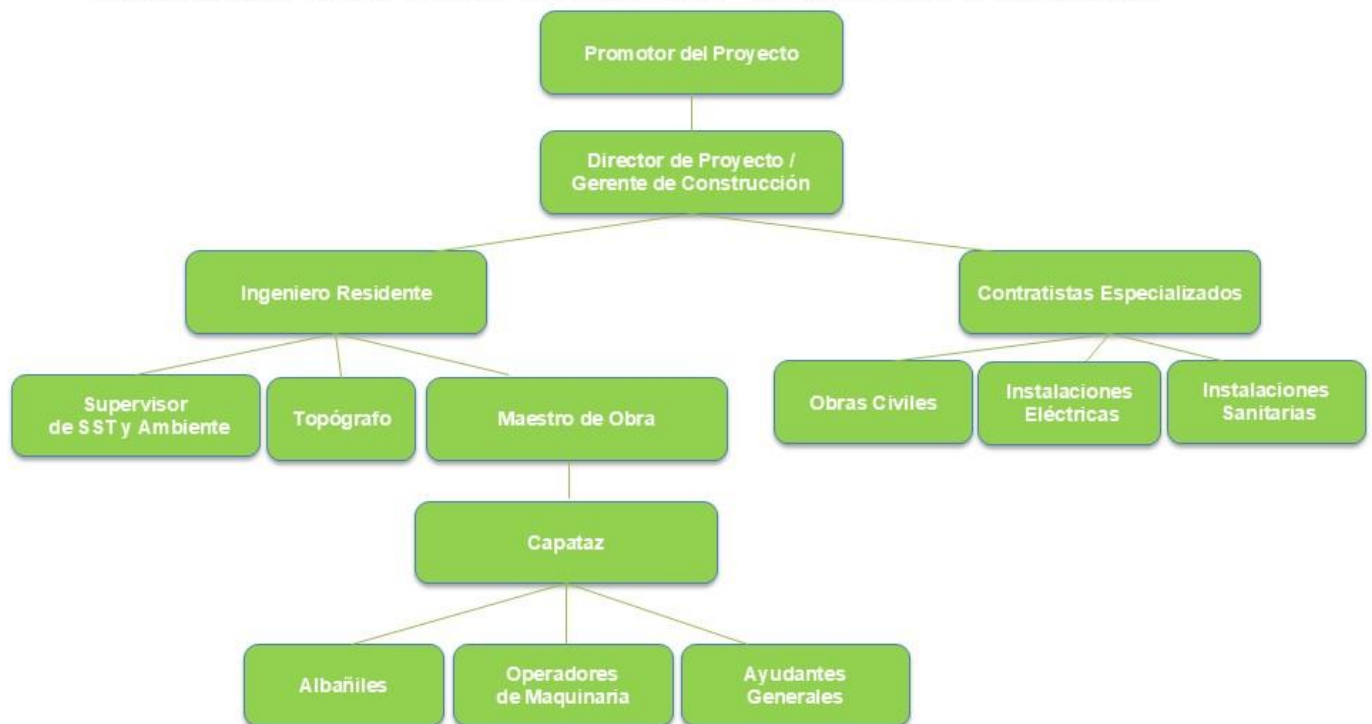 Promotor del Proyecto
Director de Proyecto /
Gerente de Construcción
Ingeniero Residente
Contratistas Especializados
Supervisor
de SST y Ambiente
Topógrafo
Maestro de Obra
Obras Civiles
Instalaciones
Eléctricas
Instalaciones
Sanitarias
Capataz
Albañiles
Operadores
de Maquinaria
Ayudantes
Generales